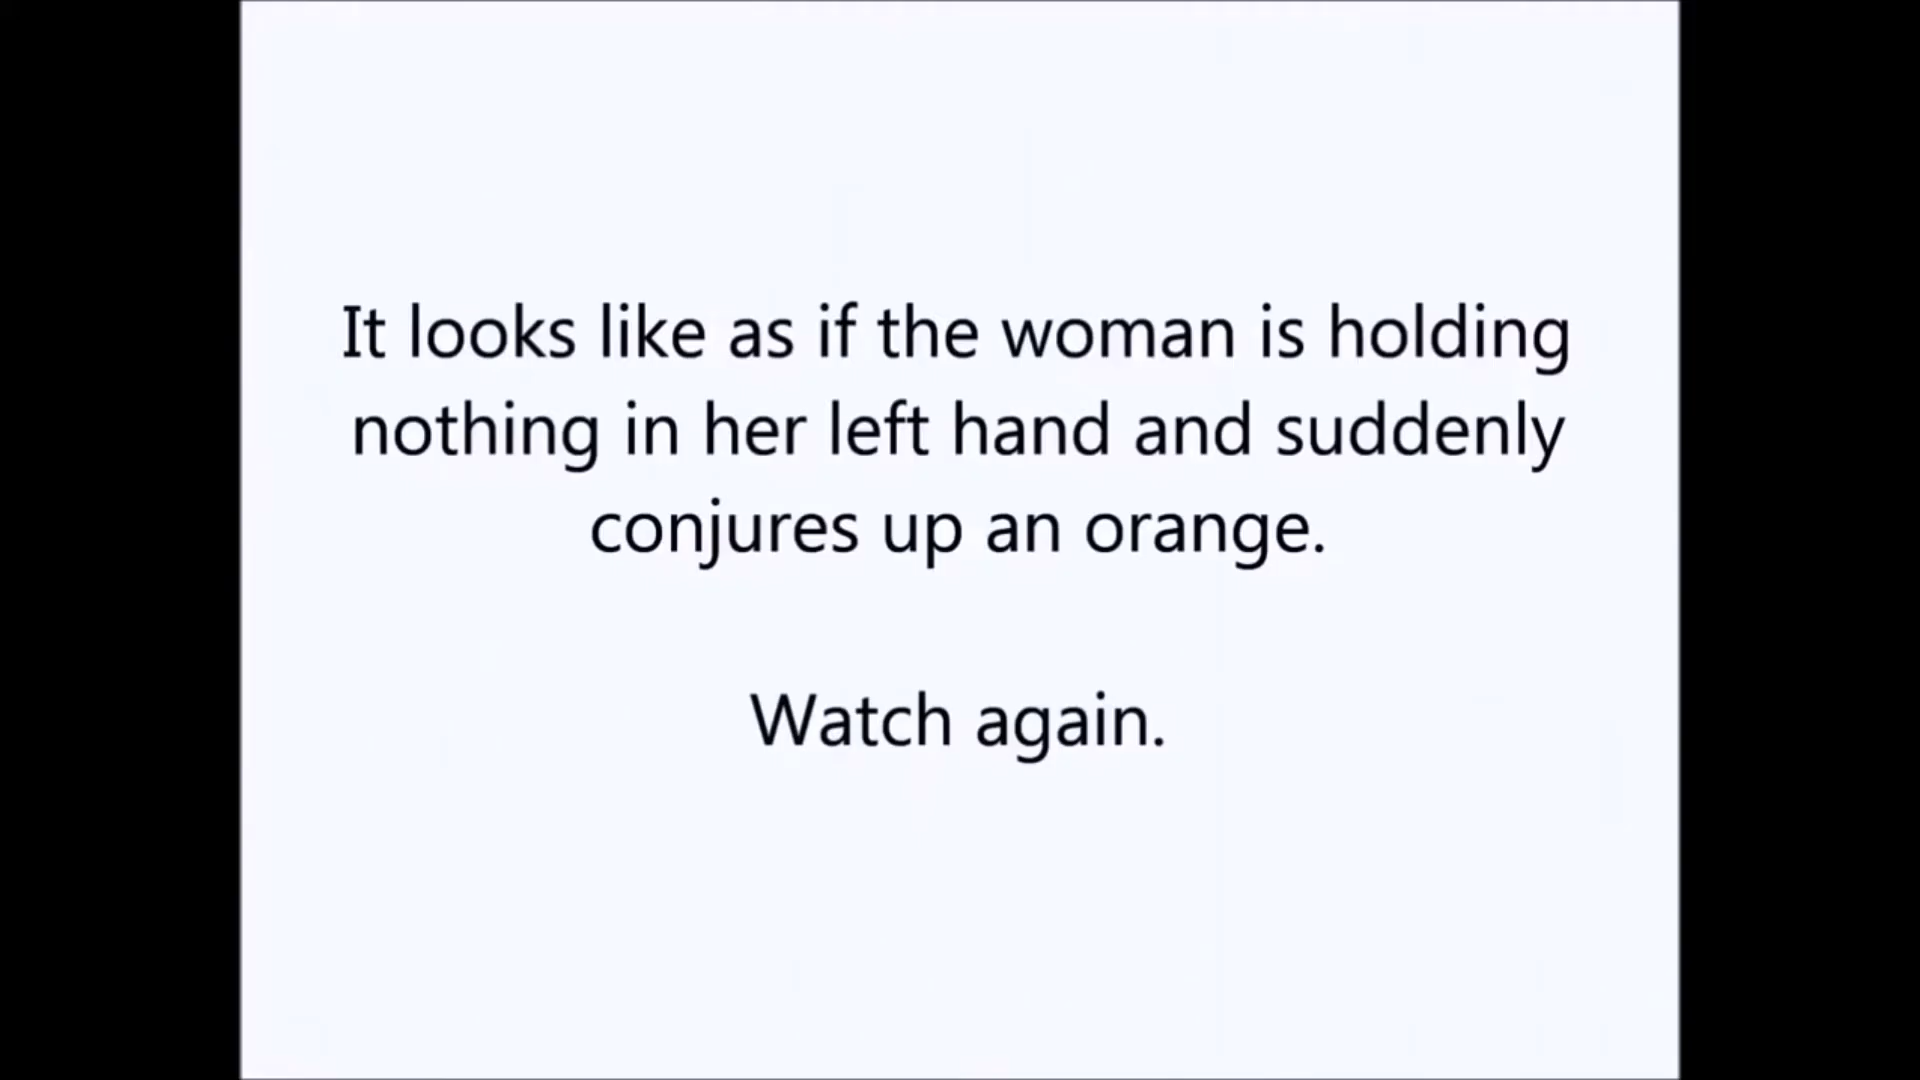 It looks like as if the woman is holding
nothing in her left hand and suddenly
conjures up an orange.
Watch again.